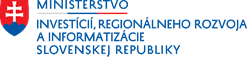 MINISTERSTVO
INVESTÍCIÍ, REGIONÁLNEHO ROZVOJA
A INFORMATIZÁCIE
SLOVENSKEJ REPUBLIKY